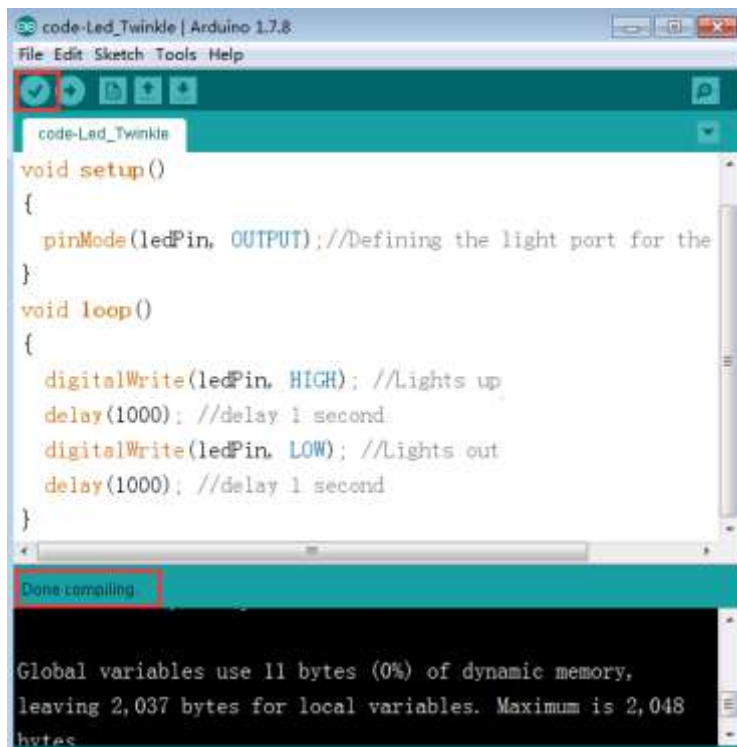 code-Led_Twinkle | Arduino 1.7.8
File Edit Sketch Tools Help
code-Led_Twinkle
void setup()
{
pinMode(ledPin, OUTPUT);//Defining the light port for the
}
void loop()
{
digitalWrite(ledPin, HIGH); //Lights up
delay(1000); //delay 1 second
digitalWrite(ledPin, LOW); //Lights out
delay(1000); //delay 1 second
}
Done compiling.
Global variables use 11 bytes (0%) of dynamic memory,
leaving 2,037 bytes for local variables. Maximum is 2,048
bytes